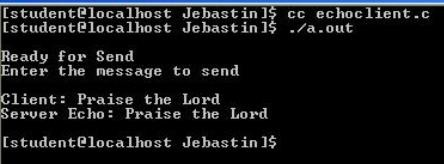 [student@localhost Jebastin]$ cc echoclient.c
[student@localhost Jebastin]$ ./a.out
Ready for Send
Enter the message to send
Client: Praise the Lord
Server Echo: Praise the Lord
[student@localhost Jebastin]$